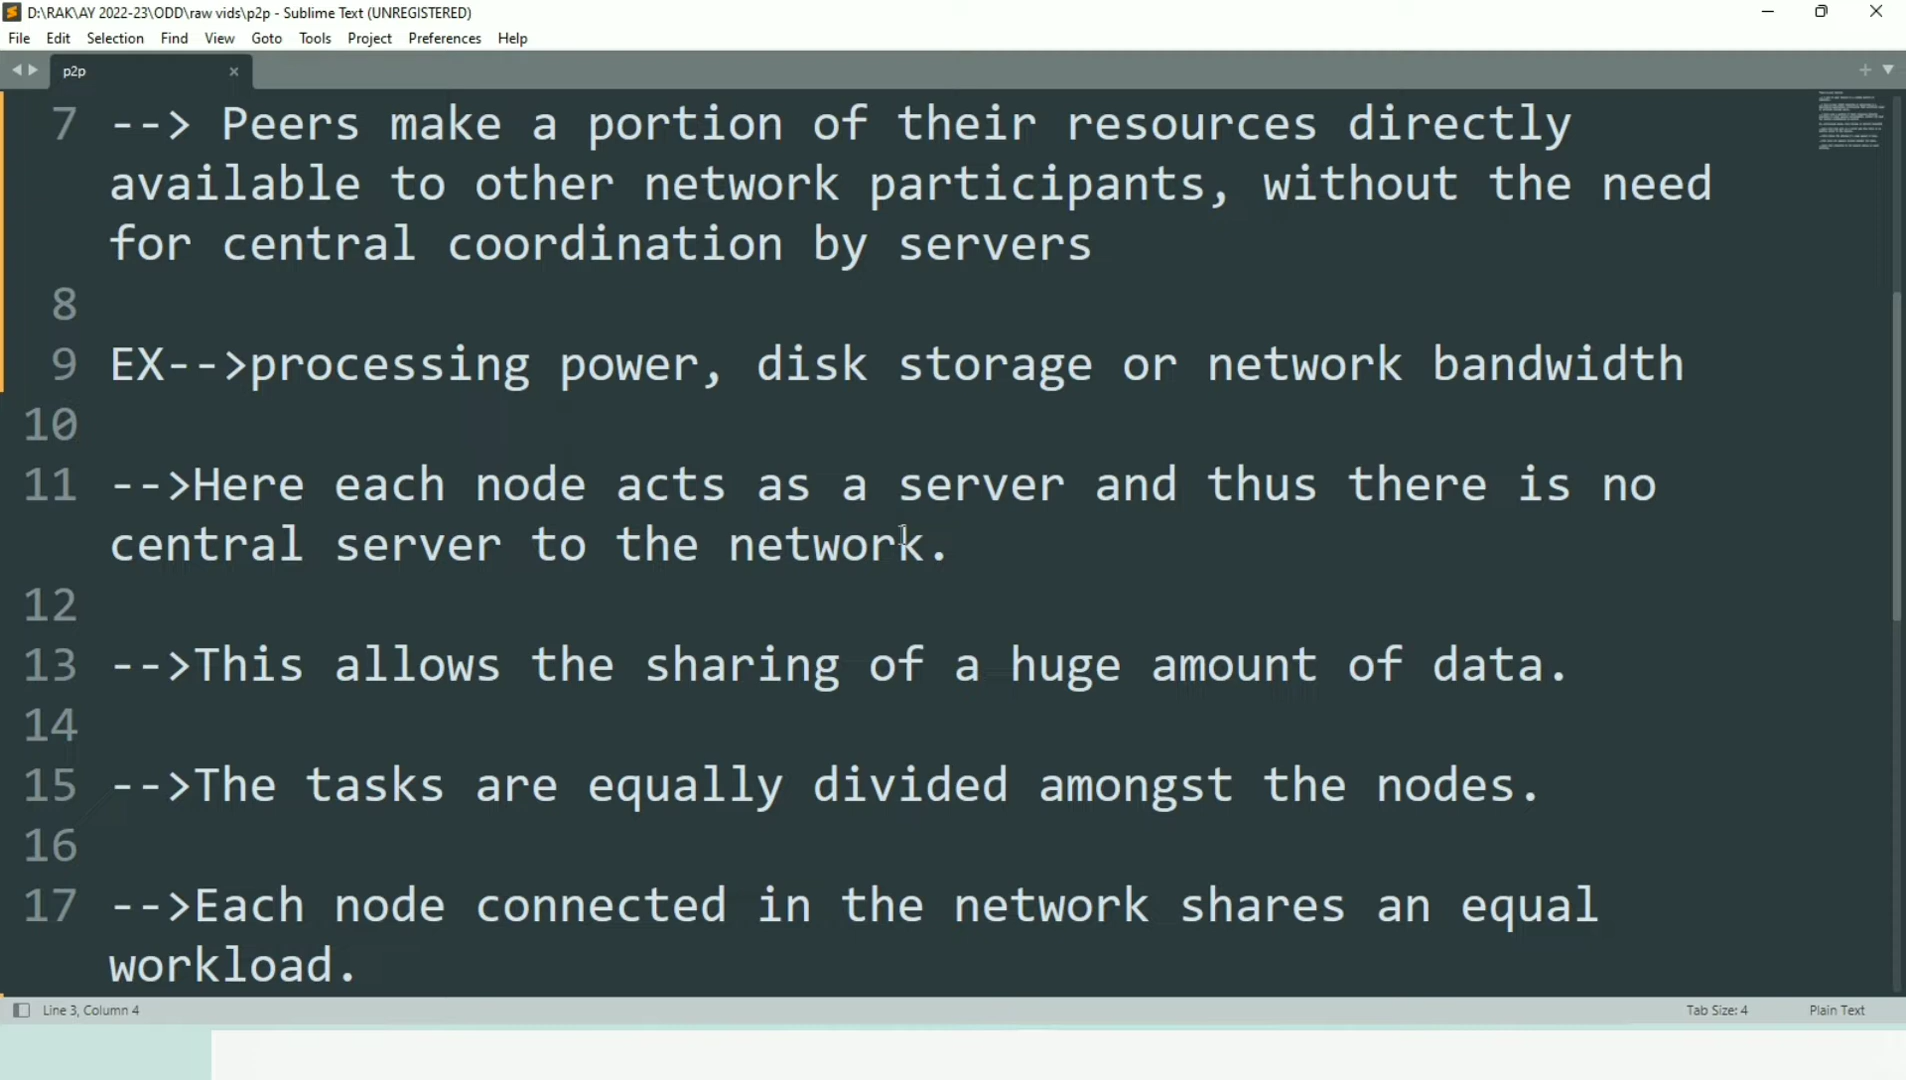 D:\RAK\AY 2022-23\ODD\raw vids\p2p - Sublime Text (UNREGISTERED)
File Edit Selection Find View Goto Tools Project Preferences Help
p2p
7 --> Peers make a portion of their resources directly
available to other network participants, without the need
for central coordination by servers
8
9 EX-->processing power, disk storage or network bandwidth
10
11 -->Here each node acts as a server and thus there is no
central server to the network.
12
13 -->This allows the sharing of a huge amount of data.
14
15 -->The tasks are equally divided amongst the nodes.
16
17 -->Each node connected in the network shares an equal
workload.
Line 3, Column 4 Tab Size: 4 Plain Text